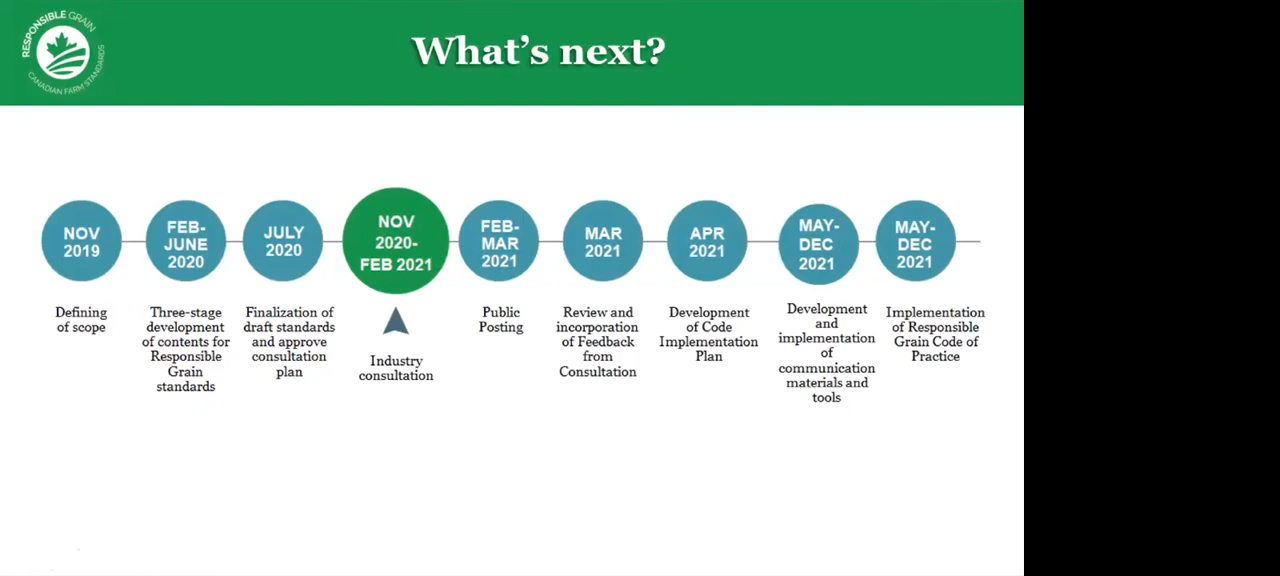 RESPONSIBLE GRAIN
CANADIAN FARM STANDARDS
What's next?
NOV
2019
Defining
of scope
FEB-
JUNE
2020
Three-stage
development
of contents for
Responsible
Grain
standards
JULY
2020
Finalization of
draft standards
and approve
consultation
plan
NOV
2020-
FEB 2021
Industry
consultation
FEB-
MAR
2021
Public
Posting
MAR
2021
Review and
incorporation
of Feedback
from
Consultation
APR
2021
Development
of Code
Implementation
Plan
MAY-
DEC
2021
Development
and
implementation
of
communication
materials and
tools
MAY-
DEC
2021
Implementation
of Responsible
Grain Code of
Practice